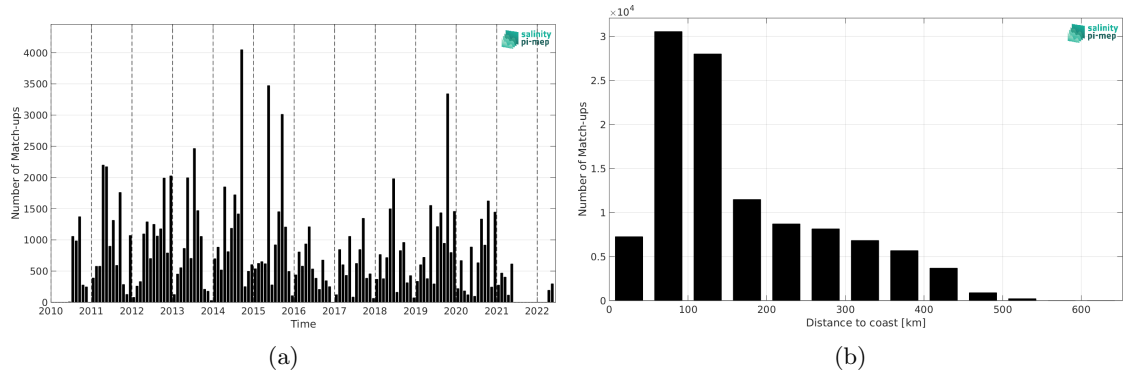 salinity
pi-mep
4000
3500
3000
2500
2000
1500
1000
500
0
Number of Match-ups
2010 2011 2012 2013 2014 2015 2016 2017 2018 2019 2020 2021 2022
Time
(a)
×10⁴
salinity
pi-mep
3
2.5
2
1.5
1
0.5
0
Number of Match-ups
0 100 200 300 400 500 600
Distance to coast [km]
(b)